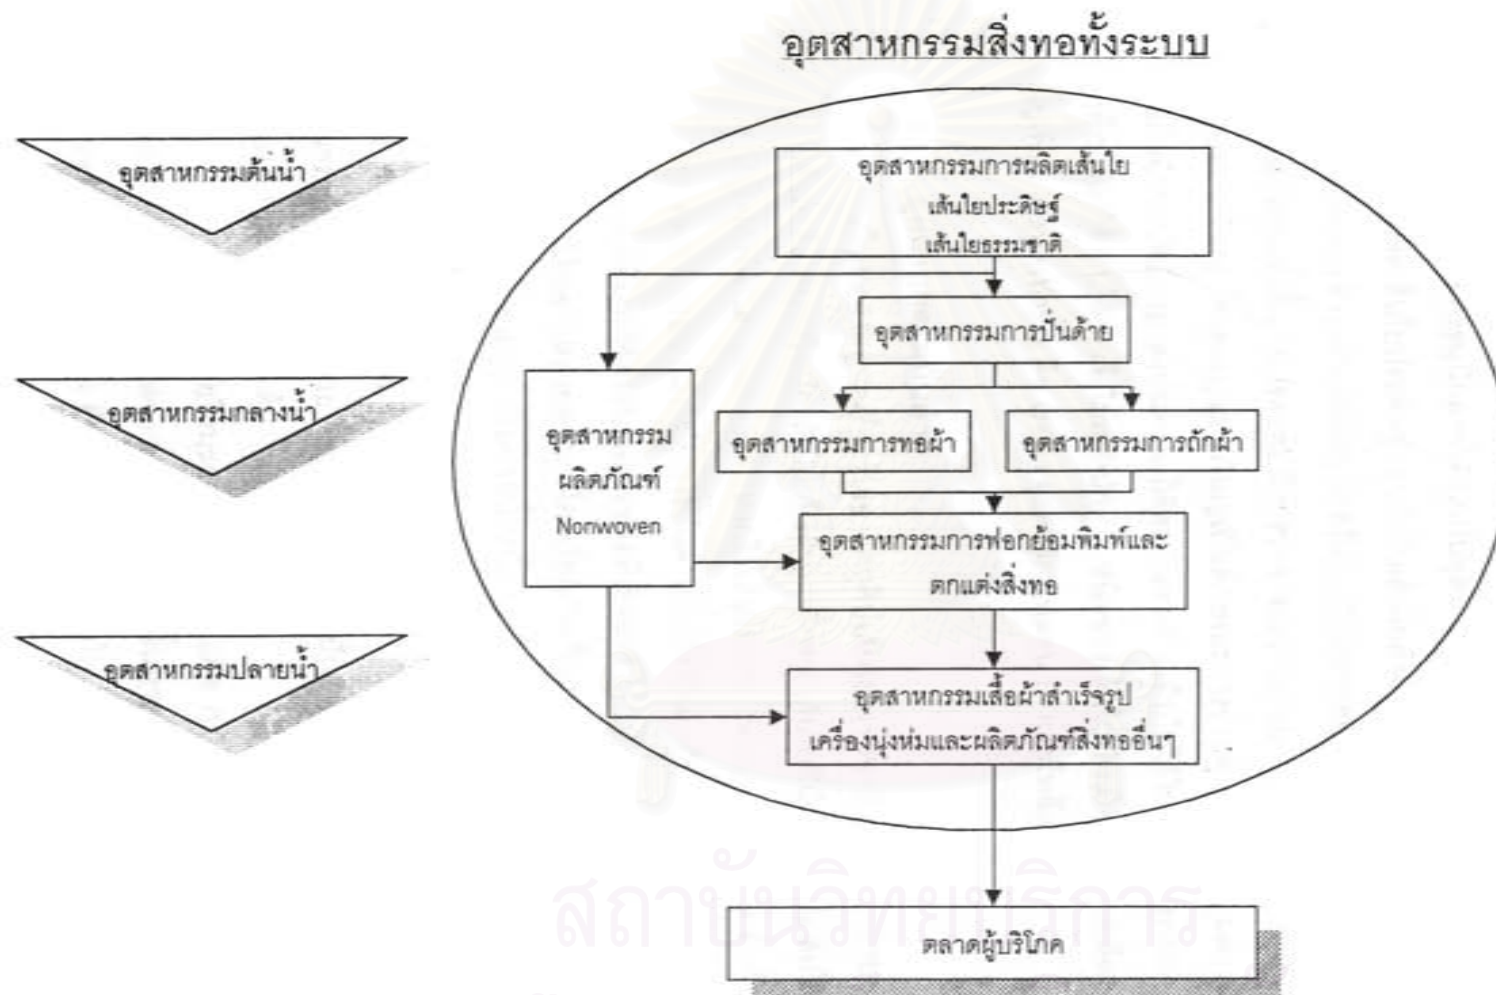 อุตสาหกรรมสิ่งทอทั้งระบบ
อุตสาหกรรมต้นน้ำ
อุตสาหกรรมการผลิตเส้นใย
เส้นใยประดิษฐ์
เส้นใยธรรมชาติ
อุตสาหกรรมการปั่นด้าย
อุตสาหกรรมกลางน้ำ
อุตสาหกรรม
ผลิตภัณฑ์
Nonwoven
อุตสาหกรรมการทอผ้า
อุตสาหกรรมการถักผ้า
อุตสาหกรรมการฟอกย้อมพิมพ์และ
ตกแต่งสิ่งทอ
อุตสาหกรรมปลายน้ำ
อุตสาหกรรมเสื้อผ้าสำเร็จรูป
เครื่องนุ่งห่มและผลิตภัณฑ์สิ่งทออื่นๆ
สถาบันวิทยบริการ
ตลาดผู้บริโภค